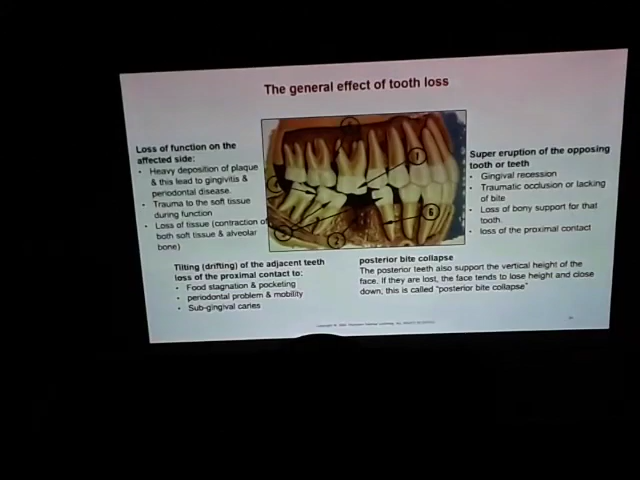 The general effect of tooth loss
Loss of function on the
affected side:
• Heavy deposition of plaque
& this lead to gingivitis &
periodontal disease.
• Trauma to the soft tissue
during function
• Loss of tissue (contraction of
both soft tissue & alveolar
bone)
1
2
6
Super eruption of the opposing
tooth or teeth
• Gingival recession
• Traumatic occlusion or lacking
of bite
• Loss of bony support for that
tooth
• loss of the proximal contact
Tilting (drifting) of the adjacent teeth
loss of the proximal contact to:
• Food stagnation & pocketing
• periodontal problem & mobility
• Sub-gingival caries
posterior bite collapse
The posterior teeth also support the vertical height of the
face. If they are lost, the face tends to lose height and close
down, this is called "posterior bite collapse"